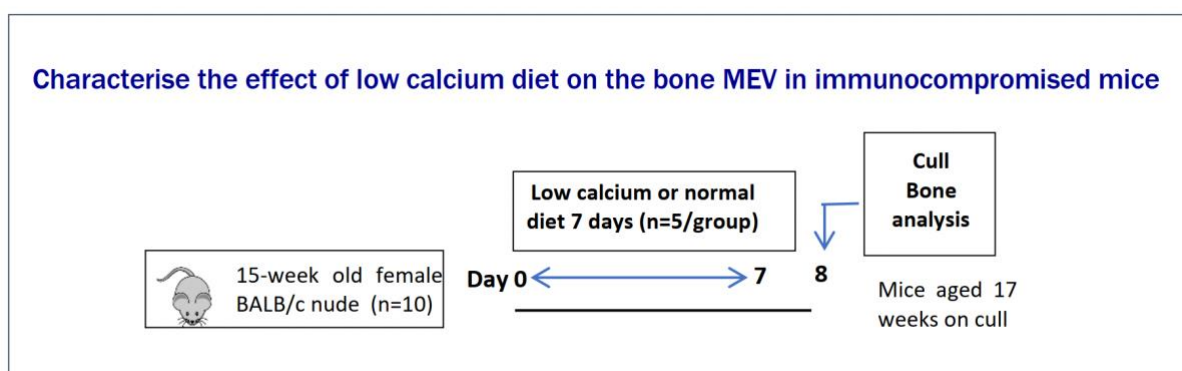 Characterise the effect of low calcium diet on the bone MEV in immunocompromised mice
Cull
Bone
analysis
Low calcium or normal
diet 7 days (n=5/group)
15-week old female
BALB/c nude (n=10)
Day 0
7
8
Mice aged 17
weeks on cull